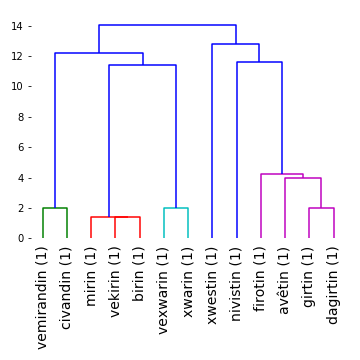 14
12
10
8
6
4
2
0
vemirandin (1)
civandin (1)
mirin (1)
vekirin (1)
birin (1)
vexwarin (1)
xwarin (1)
xwestin (1)
nivistin (1)
firotin (1)
avêtin (1)
girtin (1)
dagirtin (1)